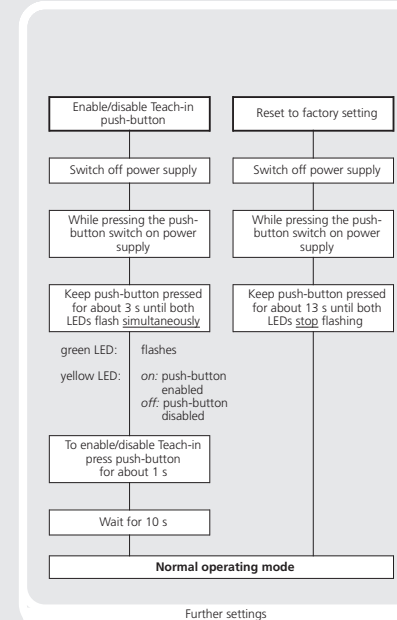 Enable/disable Teach-in
push-button
Switch off power supply
While pressing the push-
button switch on power
supply
Keep push-button pressed
for about 3 s until both
LEDs flash simultaneously
green LED: flashes
yellow LED: on: push-button
enabled
off: push-button
disabled
To enable/disable Teach-in
press push-button
for about 1 s
Wait for 10 s
Reset to factory setting
Switch off power supply
While pressing the push-
button switch on power
supply
Keep push-button pressed
for about 13 s until both
LEDs stop flashing
Normal operating mode
Further settings